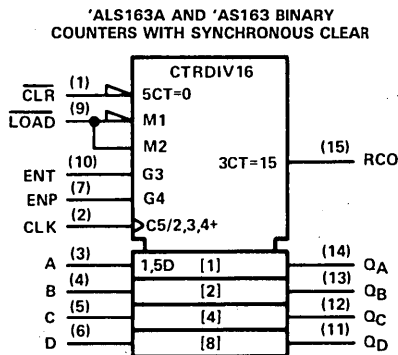 'ALS163A AND 'AS163 BINARY
COUNTERS WITH SYNCHRONOUS CLEAR
CTRDIV16
CLR (1) 5CT=0
LOAD (9) M1
M2
3CT=15 (15) RCO
ENT (10) G3
ENP (7) G4
CLK (2) C5/2,3,4+
A (3) 1,5D [1] (14) QA
B (4) [2] (13) QB
C (5) [4] (12) QC
D (6) [8] (11) QD